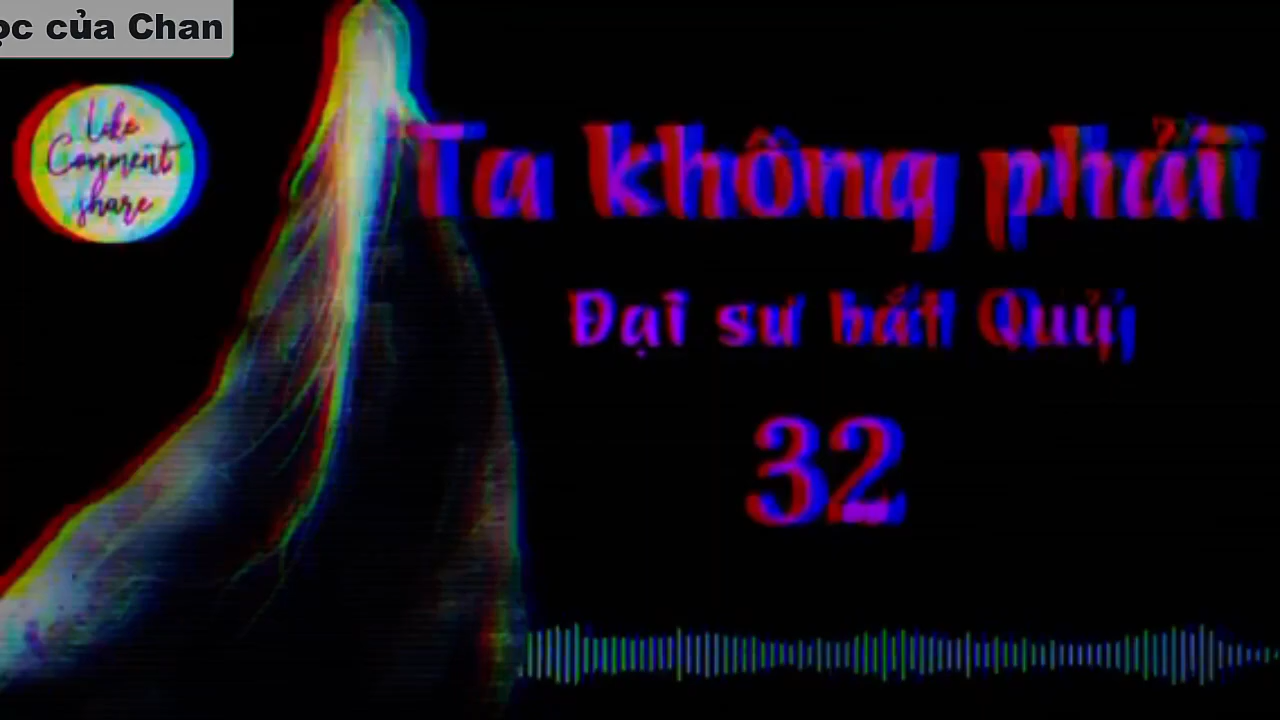 ọc của Chan
Like
Comment
share
Ta không phải
Đại sư bắt Quỷ
32